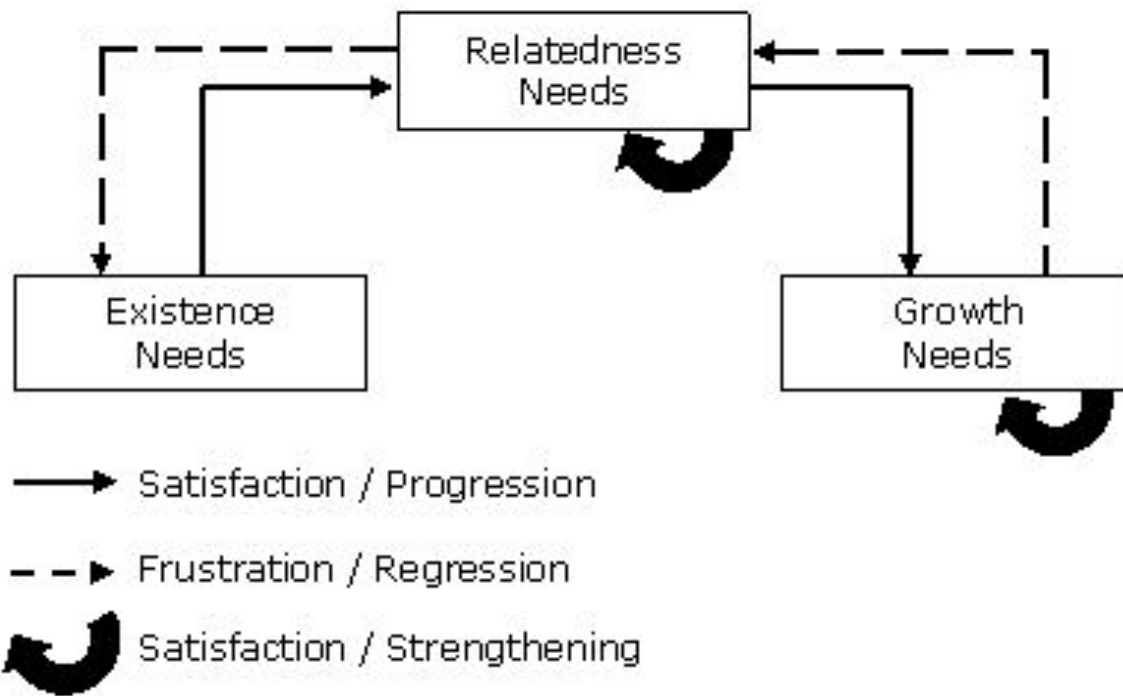 Relatedness
Needs
Existence
Needs
Growth
Needs
Satisfaction / Progression
Frustration / Regression
Satisfaction / Strengthening